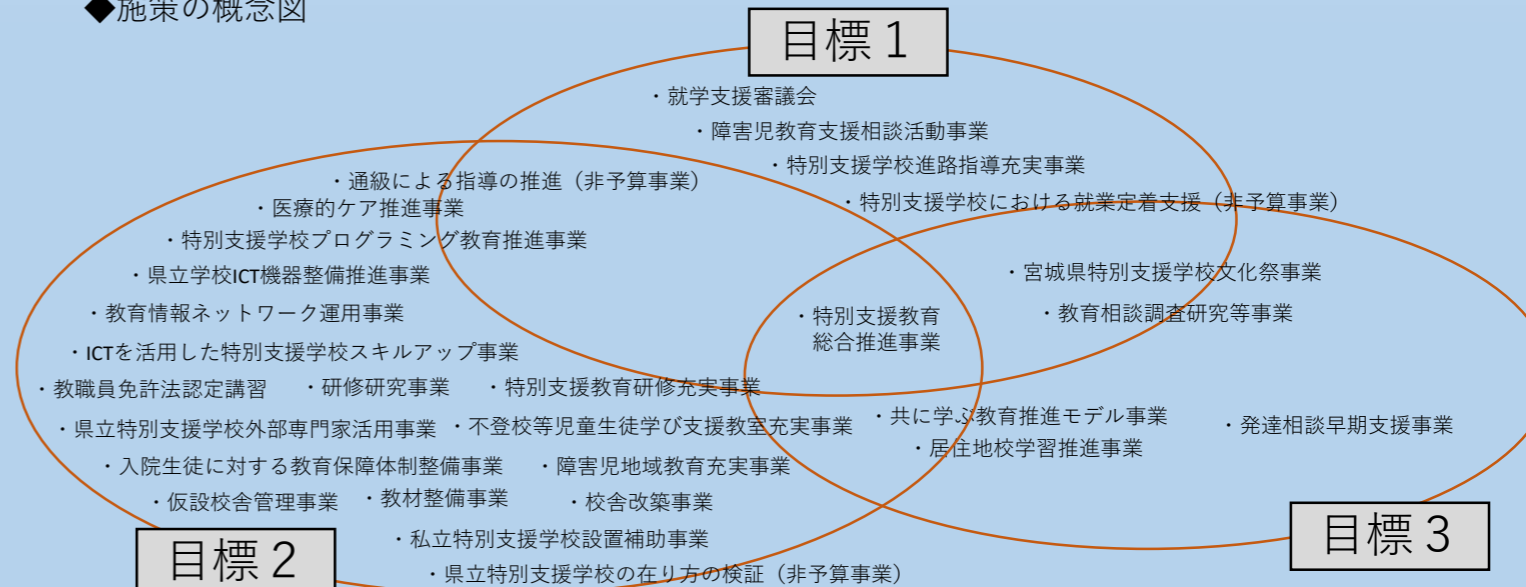 ◆施策の概念図
目標１
・就学支援審議会
・障害児教育支援相談活動事業
・特別支援学校進路指導充実事業
・通級による指導の推進（非予算事業）
・特別支援学校における就業定着支援（非予算事業）
・医療的ケア推進事業
・特別支援学校プログラミング教育推進事業
・県立学校ICT機器整備推進事業
・宮城県特別支援学校文化祭事業
・教育情報ネットワーク運用事業
・特別支援教育
総合推進事業
・教育相談調査研究等事業
・ICTを活用した特別支援学校スキルアップ事業
・教職員免許法認定講習　・研修研究事業　・特別支援教育研修充実事業
・県立特別支援学校外部専門家活用事業　・不登校等児童生徒学び支援教室充実事業
・共に学ぶ教育推進モデル事業
・発達相談早期支援事業
・居住地校学習推進事業
・入院生徒に対する教育保障体制整備事業　・障害児地域教育充実事業
・仮設校舎管理事業　・教材整備事業　・校舎改築事業
・私立特別支援学校設置補助事業
目標３
目標２
・県立特別支援学校の在り方の検証（非予算事業）